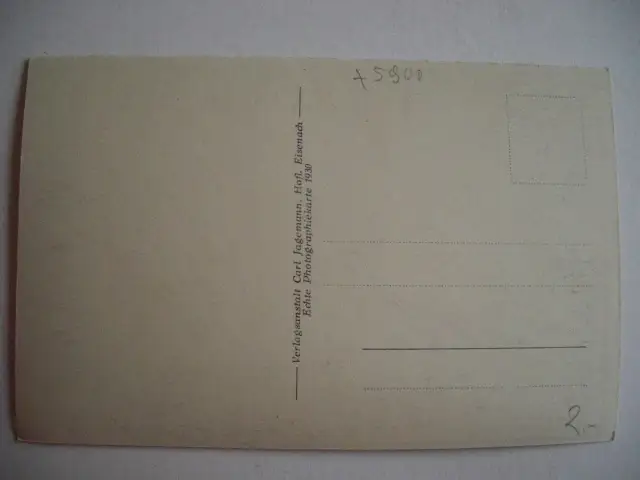 + 5900
Verlagsanstalt Carl Jagemann, Hofl. Eisenach
Echte Photographiekarte 1930
2.-